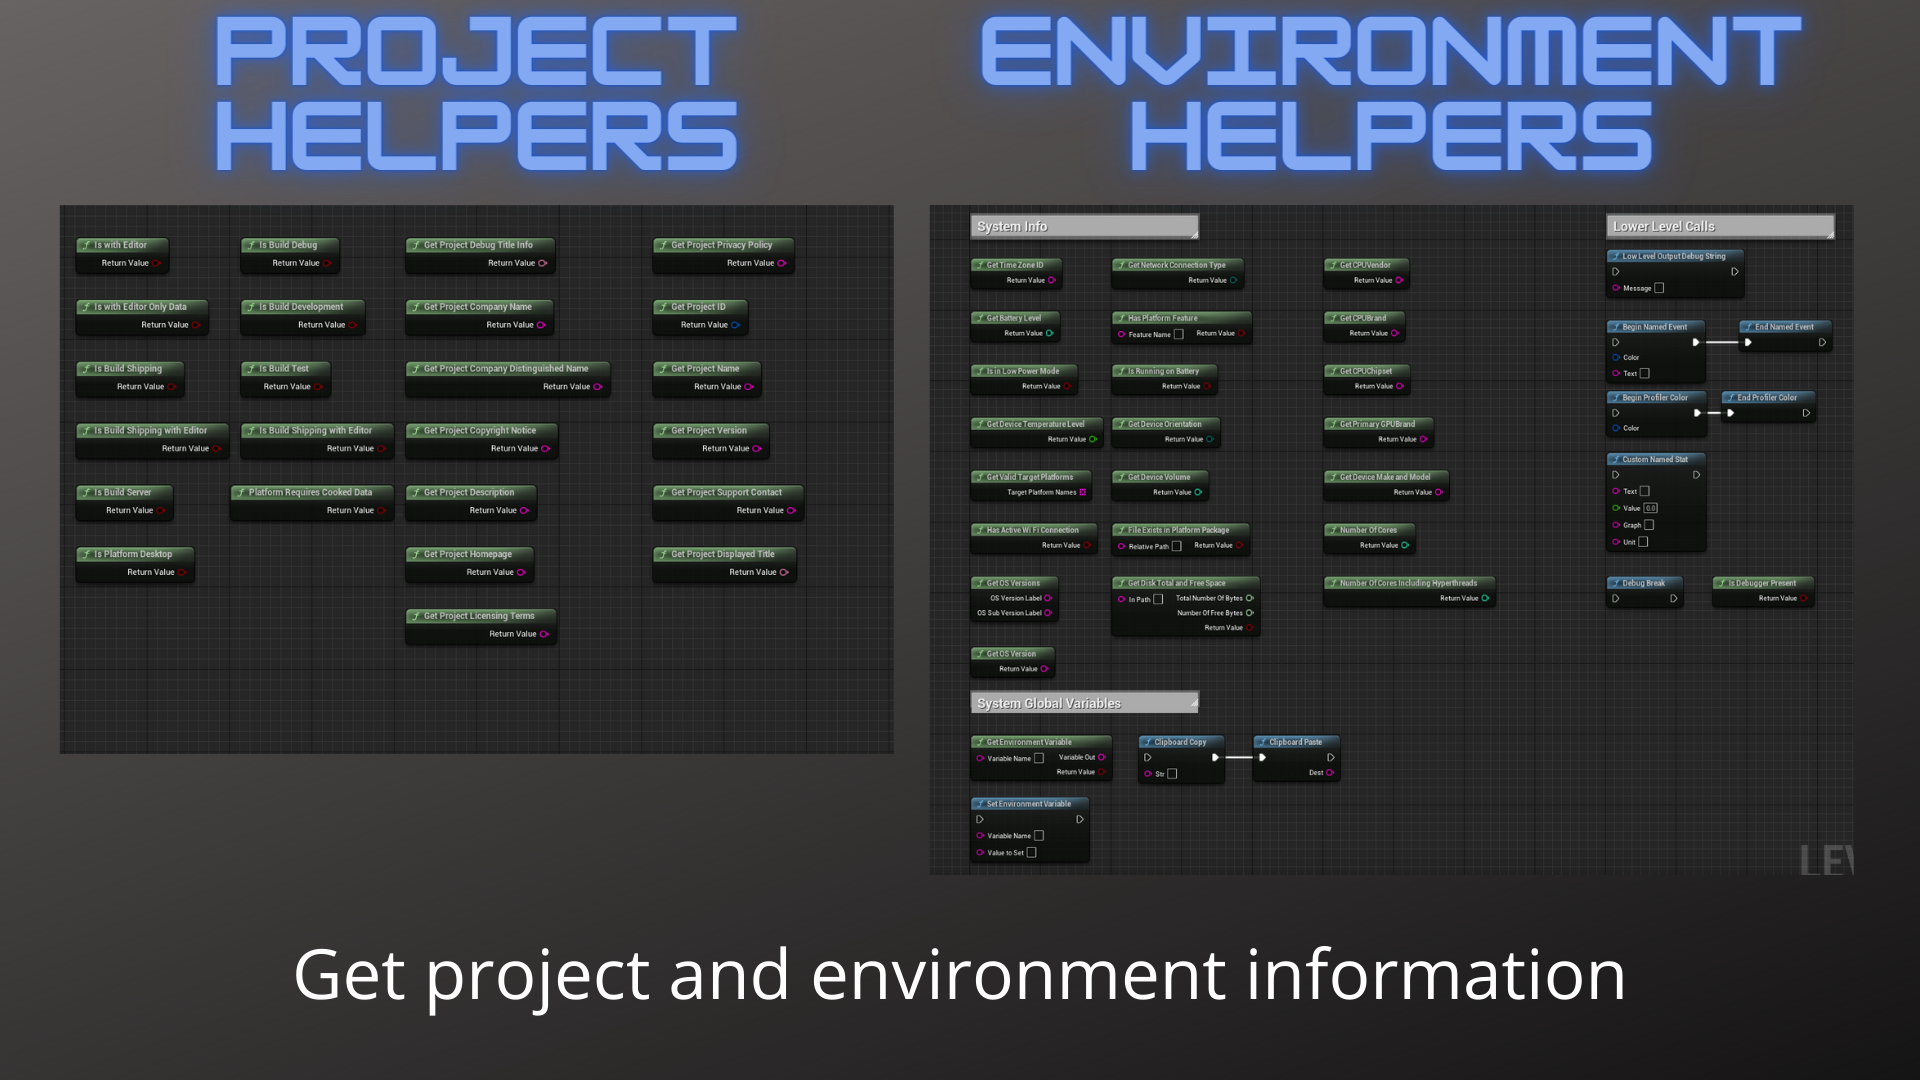 PROJECT
HELPERS
ENVIRONMENT
HELPERS
Is with Editor
Return Value
Is Build Debug
Return Value
Get Project Debug Title Info
Return Value
Get Project Privacy Policy
Return Value
Is with Editor Only Data
Return Value
Is Build Development
Return Value
Get Project Company Name
Return Value
Get Project ID
Return Value
Is Build Shipping
Return Value
Is Build Test
Return Value
Get Project Company Distinguished Name
Return Value
Get Project Name
Return Value
Is Build Shipping with Editor
Return Value
Is Build Shipping with Editor
Return Value
Get Project Copyright Notice
Return Value
Get Project Version
Return Value
Is Build Server
Return Value
Platform Requires Cooked Data
Return Value
Get Project Description
Return Value
Get Project Support Contact
Return Value
Is Platform Desktop
Return Value
Get Project Homepage
Return Value
Get Project Displayed Title
Return Value
Get Project Licensing Terms
Return Value
System Info
Get Time Zone ID
Return Value
Get Network Connection Type
Return Value
Get CPUVendor
Return Value
Get Battery Level
Return Value
Has Platform Feature
Feature Name Return Value
Get CPUBrand
Return Value
Is in Low Power Mode
Return Value
Is Running on Battery
Return Value
Get CPUChipset
Return Value
Get Device Temperature Level
Return Value
Get Device Orientation
Return Value
Get Primary GPUBrand
Return Value
Get Valid Target Platforms
Target Platform Names
Get Device Volume
Return Value
Get Device Make and Model
Return Value
Has Active Wi Fi Connection
Return Value
File Exists in Platform Package
Relative Path Return Value
Number Of Cores
Return Value
Get OS Versions
OS Version Label
OS Sub Version Label
Get Disk Total and Free Space
In Path Total Number Of Bytes
Number Of Free Bytes
Return Value
Number Of Cores Including Hyperthreads
Return Value
Get OS Version
Return Value
Lower Level Calls
Low Level Output Debug String
Message
Begin Named Event
Color
Text
End Named Event
Begin Profiler Color
Color
End Profiler Color
Custom Named Stat
Text
Value 0.0
Graph
Unit
Debug Break
Is Debugger Present
Return Value
System Global Variables
Get Environment Variable
Variable Name Variable Out
Return Value
Clipboard Copy
Str
Clipboard Paste
Dest
Set Environment Variable
Variable Name
Value to Set
LEV
Get project and environment information